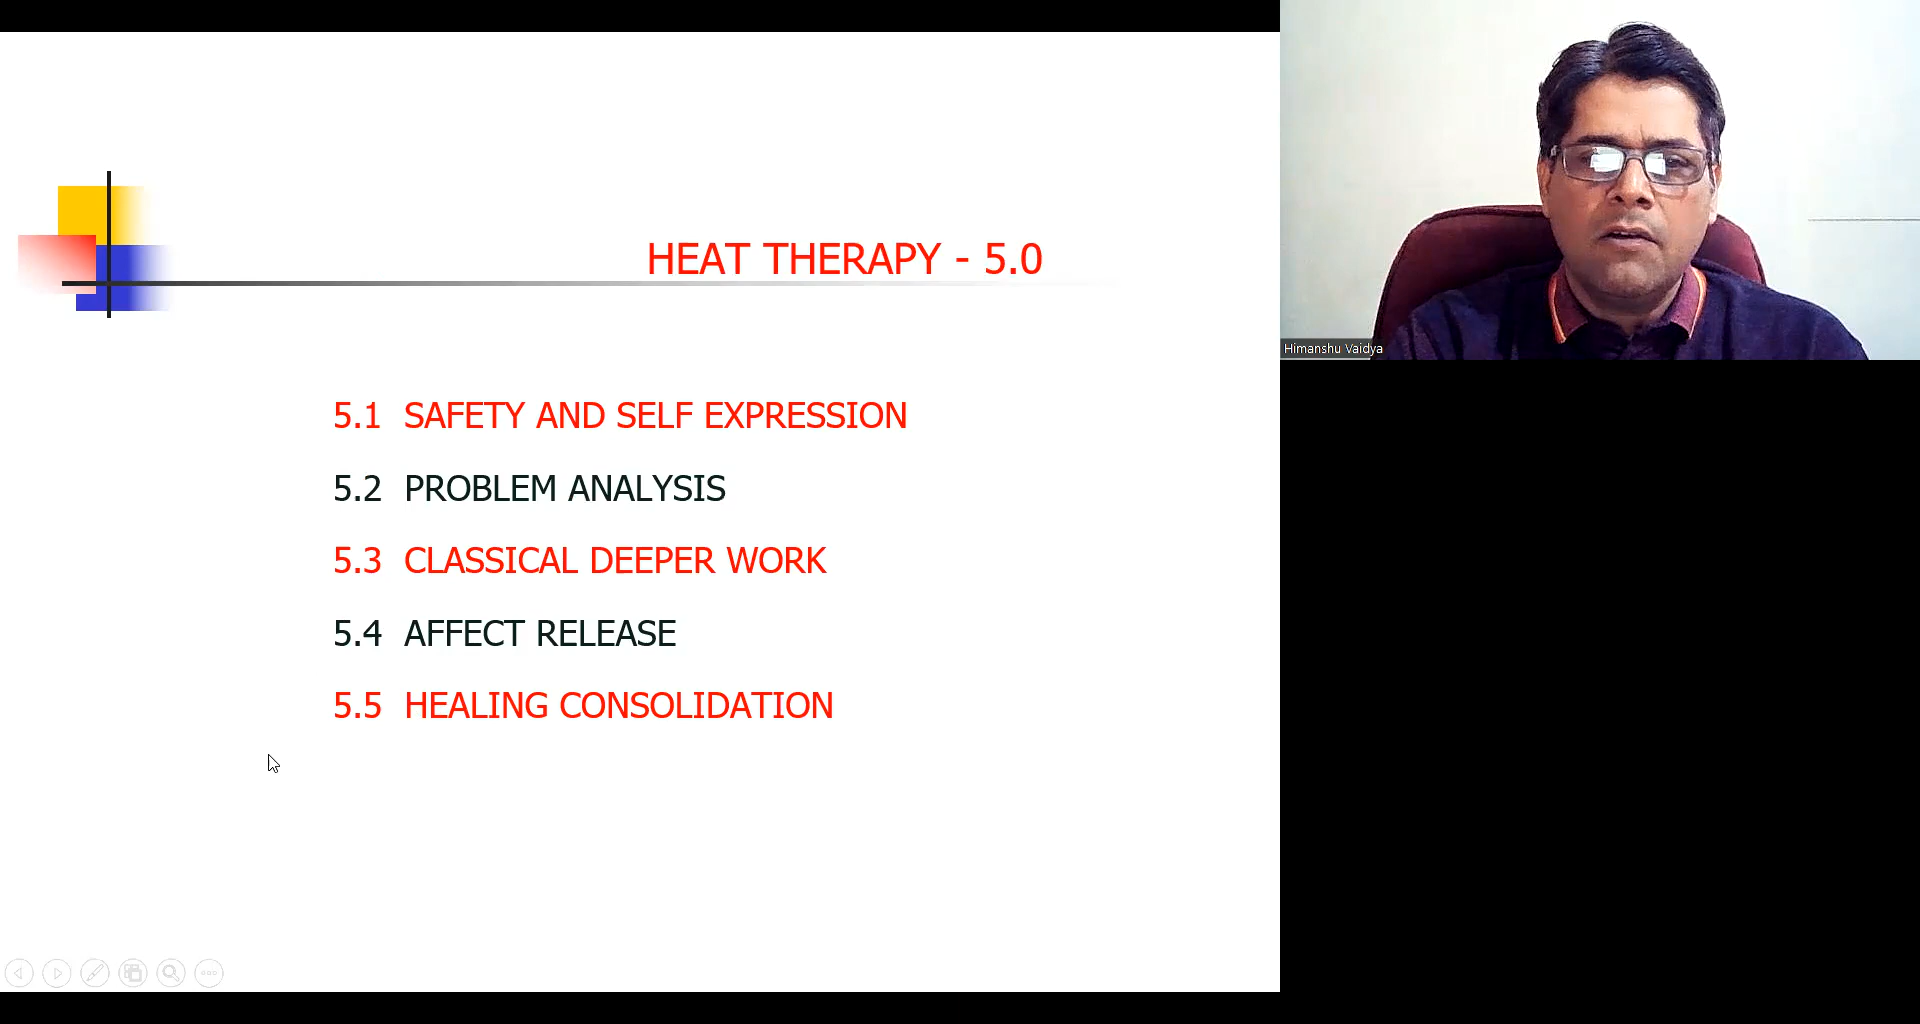 HEAT THERAPY - 5.0
5.1 SAFETY AND SELF EXPRESSION
5.2 PROBLEM ANALYSIS
5.3 CLASSICAL DEEPER WORK
5.4 AFFECT RELEASE
5.5 HEALING CONSOLIDATION
Himanshu Vaidya